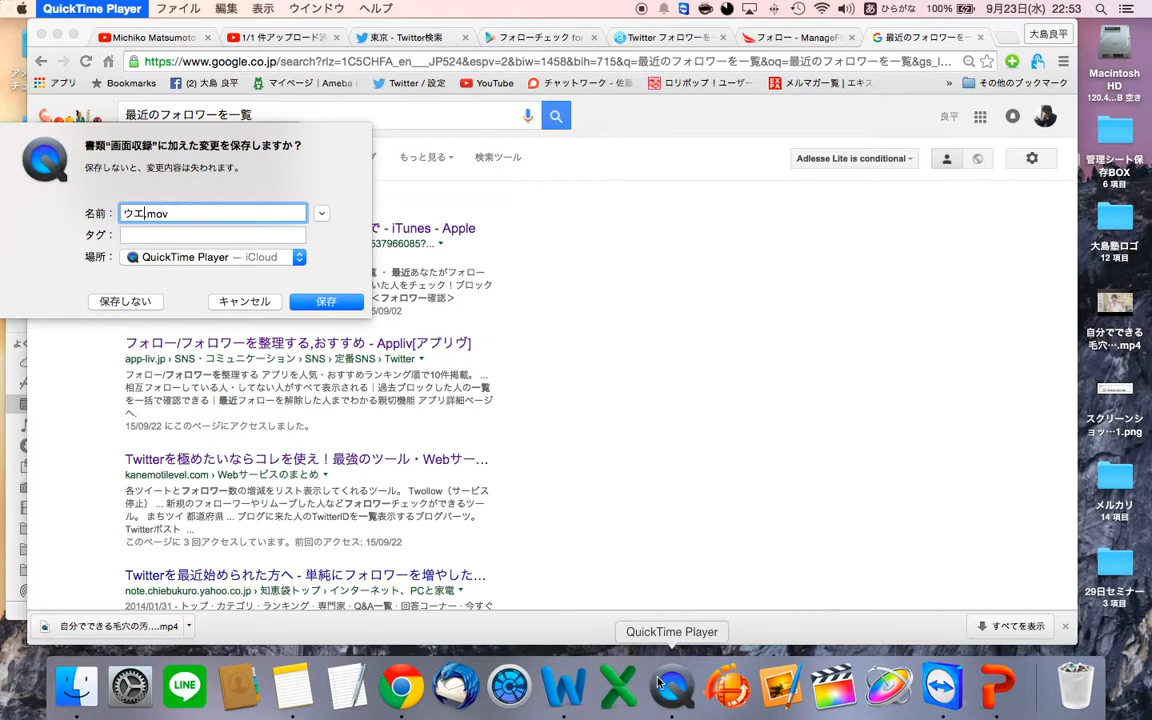 QuickTime Player ファイル 編集 表示 ウインドウ ヘルプ
あ ひらがな 100% 9月23日(水) 22:53
Michiko Matsumoto
1/1 件アップロード済
東京 - Twitter検索
フォローチェック for
Twitter フォロワーを
フォロー - ManageF
最近のフォロワーを一
大島良平
https://www.google.co.jp/search?rlz=1C5CHFA_en___JP524&espv=2&biw=1458&bih=715&q=最近のフォロワーを一覧&oq=最近のフォロワーを一覧&gs_l...
アプリ
Bookmarks
大島 良平
マイページ | Ameba
Twitter / 設定
YouTube
チャットワーク - 佐藤
ロリポップ！ユーザー
メルマガ一覧 | エキス
»
その他のブックマーク
最近のフォロワーを一覧
良平
もっと見る
検索ツール
Adlesse Lite is conditional
書類“画面収録”に加えた変更を保存しますか？
保存しないと、変更内容は失われます。
名前：
ウエ.mov
タグ：
場所：
QuickTime Player — iCloud
保存しない
キャンセル
保存
で - iTunes - Apple
537966085?...
覧 ・ 最近あなたがフォロー
いた人をチェック！ブロック
＜フォロワー確認＞
15/09/02
フォロー/フォロワーを整理する,おすすめ - Appliv[アプリヴ]
app-liv.jp › SNS・コミュニケーション › SNS › 定番SNS › Twitter
フォロー/フォロワーを整理する アプリを人気・おすすめランキング順で10件掲載。 ...
相互フォローしている人・してない人がすべて表示される｜過去ブロックした人の一覧
を一括で確認できる｜最近フォローを解除した人までわかる親切機能 アプリ詳細ページ
へ.
15/09/22 にこのページにアクセスしました。
Twitterを極めたいならコレを使え！最強のツール・Webサー...
kanemotilevel.com › Webサービスのまとめ
各ツイートとフォロワー数の増減をリスト表示してくれるツール。 Twollow（サービス
停止） ... 新規のフォローワーやリムーブした人などフォロワーチェックができるツー
ル。 まちツイ 都道府県 ... ブログに来た人のTwitterIDを一覧表示するブログパーツ。
Twitterポスト ...
このページに 3 回アクセスしています。前回のアクセス: 15/09/22
Twitterを最近始められた方へ - 単純にフォロワーを増やした...
note.chiebukuro.yahoo.co.jp › 知恵袋トップ › インターネット、PCと家電
2014/01/31 - トップ · カテゴリ · ランキング · 専門家 · Q&A一覧 · 回答コーナー · 今すぐ
自分でできる毛穴の汚....mp4
すべてを表示
QuickTime Player
LINE
Macintosh
HD
120.4...B 空き
管理シート保
存BOX
6 項目
大島塾ロゴ
12 項目
自分でできる
毛穴….mp4
スクリーンシ
ョッ…1.png
メルカリ
14 項目
29日セミナー
3 項目